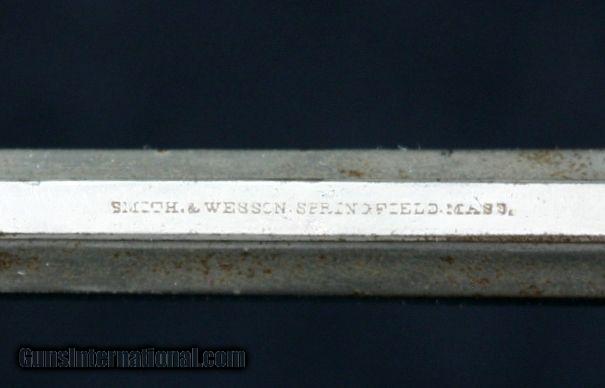 SMITH & WESSON. SPRINGFIELD. MASS.
GunsInternational.com